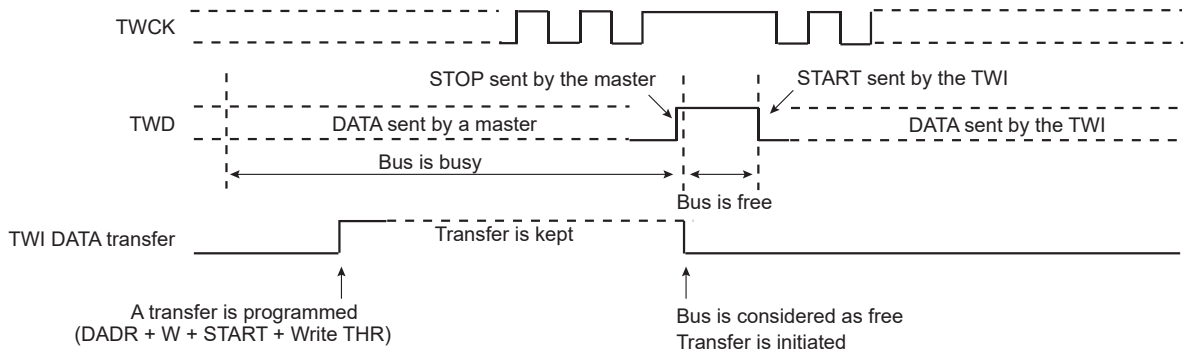 TWCK
STOP sent by the master
START sent by the TWI
TWD
DATA sent by a master
DATA sent by the TWI
Bus is busy
Bus is free
TWI DATA transfer
Transfer is kept
A transfer is programmed
(DADR + W + START + Write THR)
Bus is considered as free
Transfer is initiated